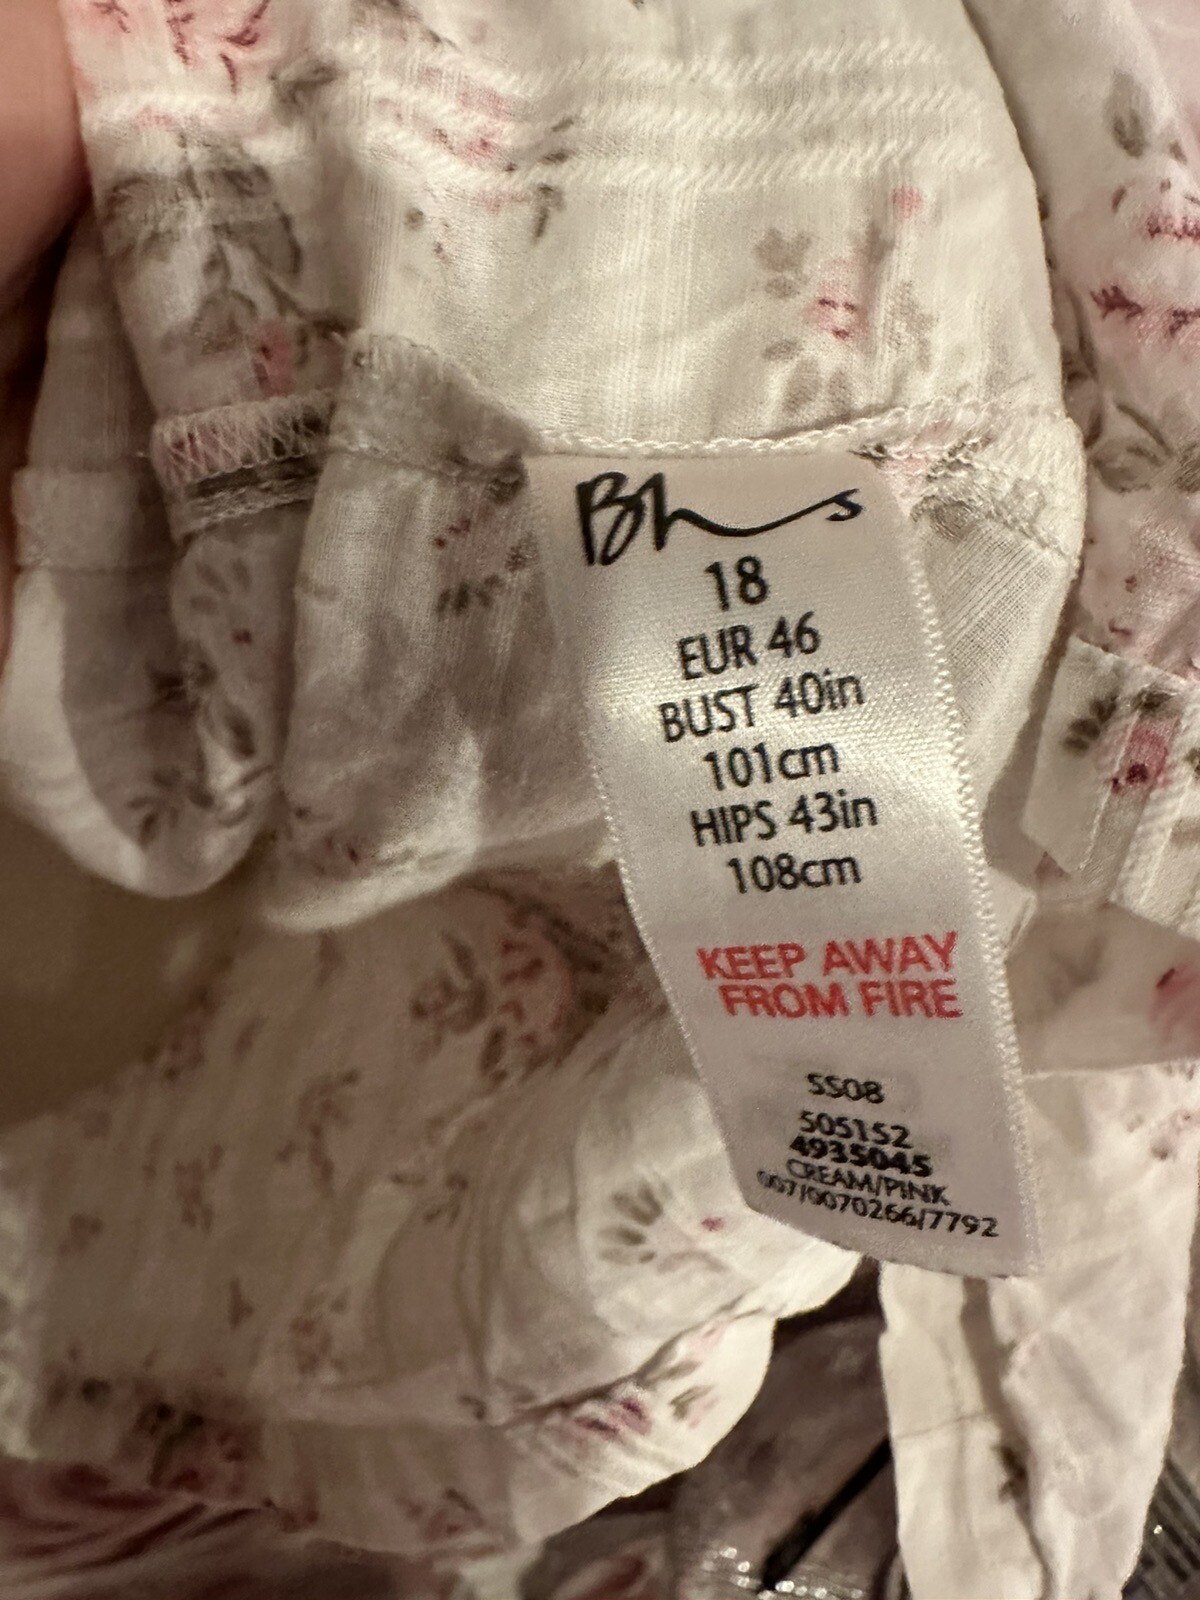 Bhs
18
EUR 46
BUST 40in
101cm
HIPS 43in
108cm
KEEP AWAY
FROM FIRE
SS08
505152
4935045
CREAM/PINK
007/0070266/7792